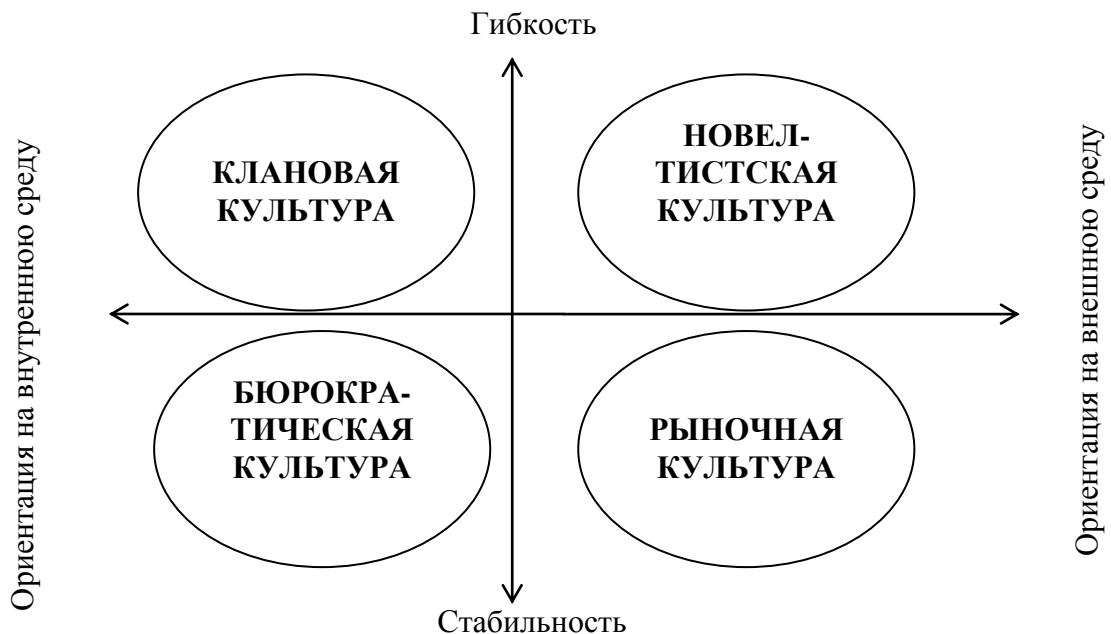 Гибкость
Ориентация на внутреннюю среду
КЛАНОВАЯ
КУЛЬТУРА
НОВЕЛ-
ТИСТСКАЯ
КУЛЬТУРА
Ориентация на внешнюю среду
БЮРОКРА-
ТИЧЕСКАЯ
КУЛЬТУРА
РЫНОЧНАЯ
КУЛЬТУРА
Стабильность